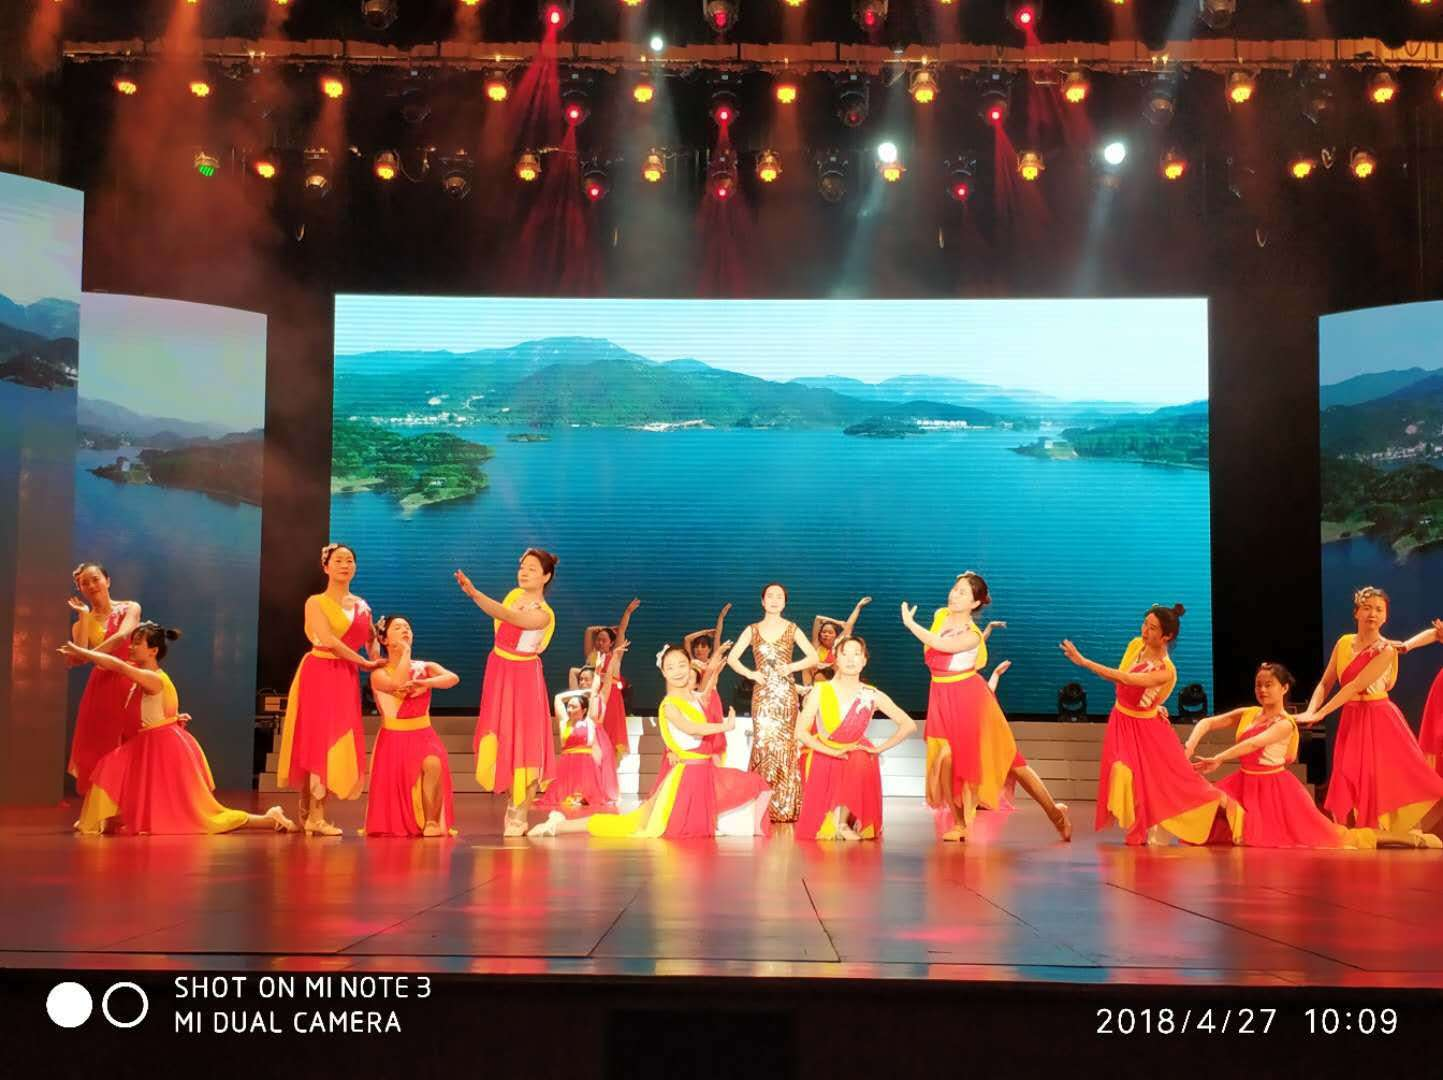 SHOT ON MI NOTE 3
MI DUAL CAMERA
2018/4/27 10:09